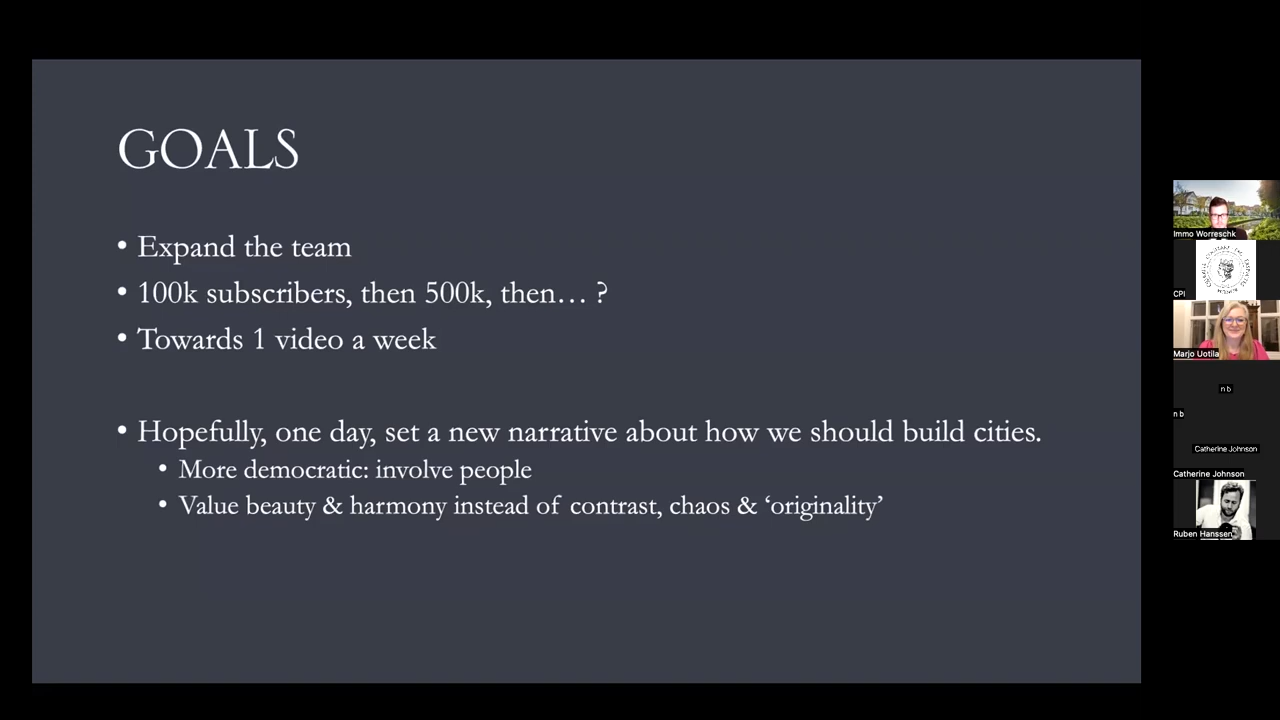 GOALS
• Expand the team
• 100k subscribers, then 500k, then… ?
• Towards 1 video a week
• Hopefully, one day, set a new narrative about how we should build cities.
• More democratic: involve people
• Value beauty & harmony instead of contrast, chaos & ‘originality’
Immo Worreschk
CPI
Marjo Uotila
n b
n b
Catherine Johnson
Catherine Johnson
Ruben Hanssen